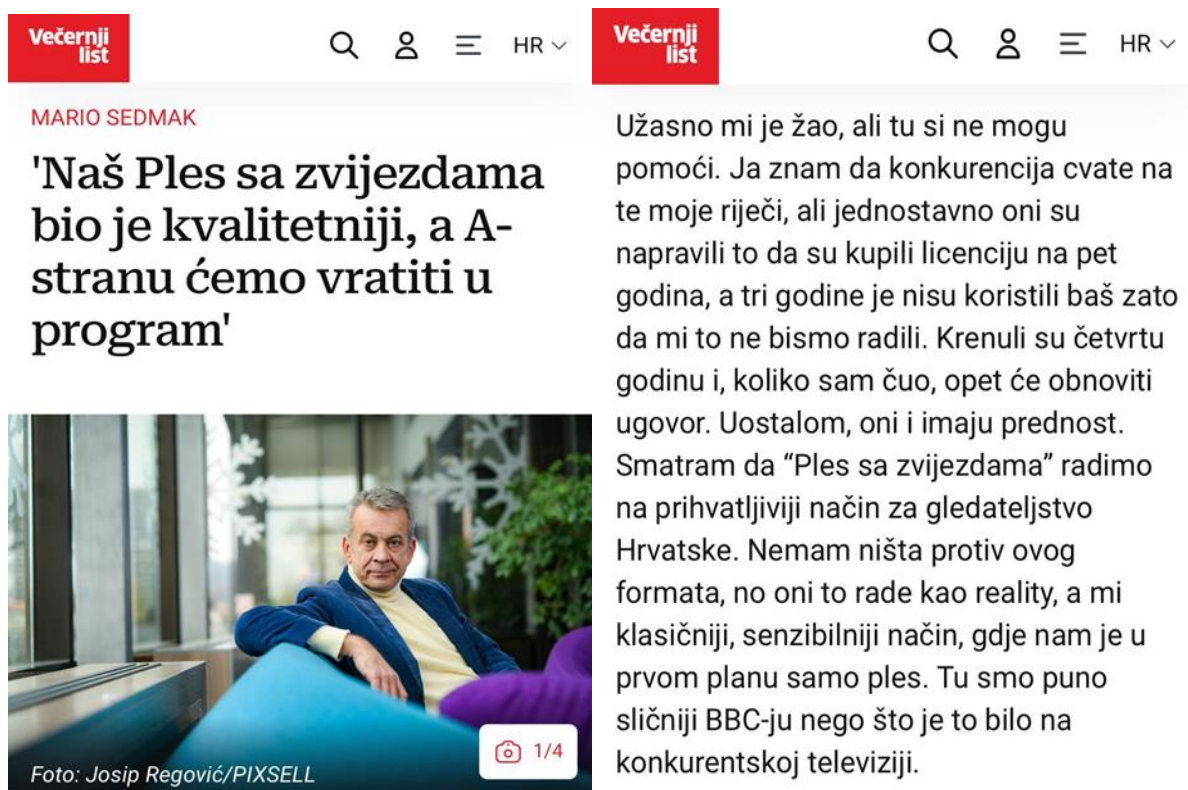 Večernji
list
HR
MARIO SEDMAK
'Naš Ples sa zvijezdama
bio je kvalitetniji, a A-
stranu ćemo vratiti u
program'
1/4
Foto: Josip Regović/PIXSELL
Večernji
list
HR
Užasno mi je žao, ali tu si ne mogu
pomoći. Ja znam da konkurencija cvate na
te moje riječi, ali jednostavno oni su
napravili to da su kupili licenciju na pet
godina, a tri godine je nisu koristili baš zato
da mi to ne bismo radili. Krenuli su četvrtu
godinu i, koliko sam čuo, opet će obnoviti
ugovor. Uostalom, oni i imaju prednost.
Smatram da “Ples sa zvijezdama” radimo
na prihvatljiviji način za gledateljstvo
Hrvatske. Nemam ništa protiv ovog
formata, no oni to rade kao reality, a mi
klasičniji, senzibilniji način, gdje nam je u
prvom planu samo ples. Tu smo puno
sličniji BBC-ju nego što je to bilo na
konkurentskoj televiziji.